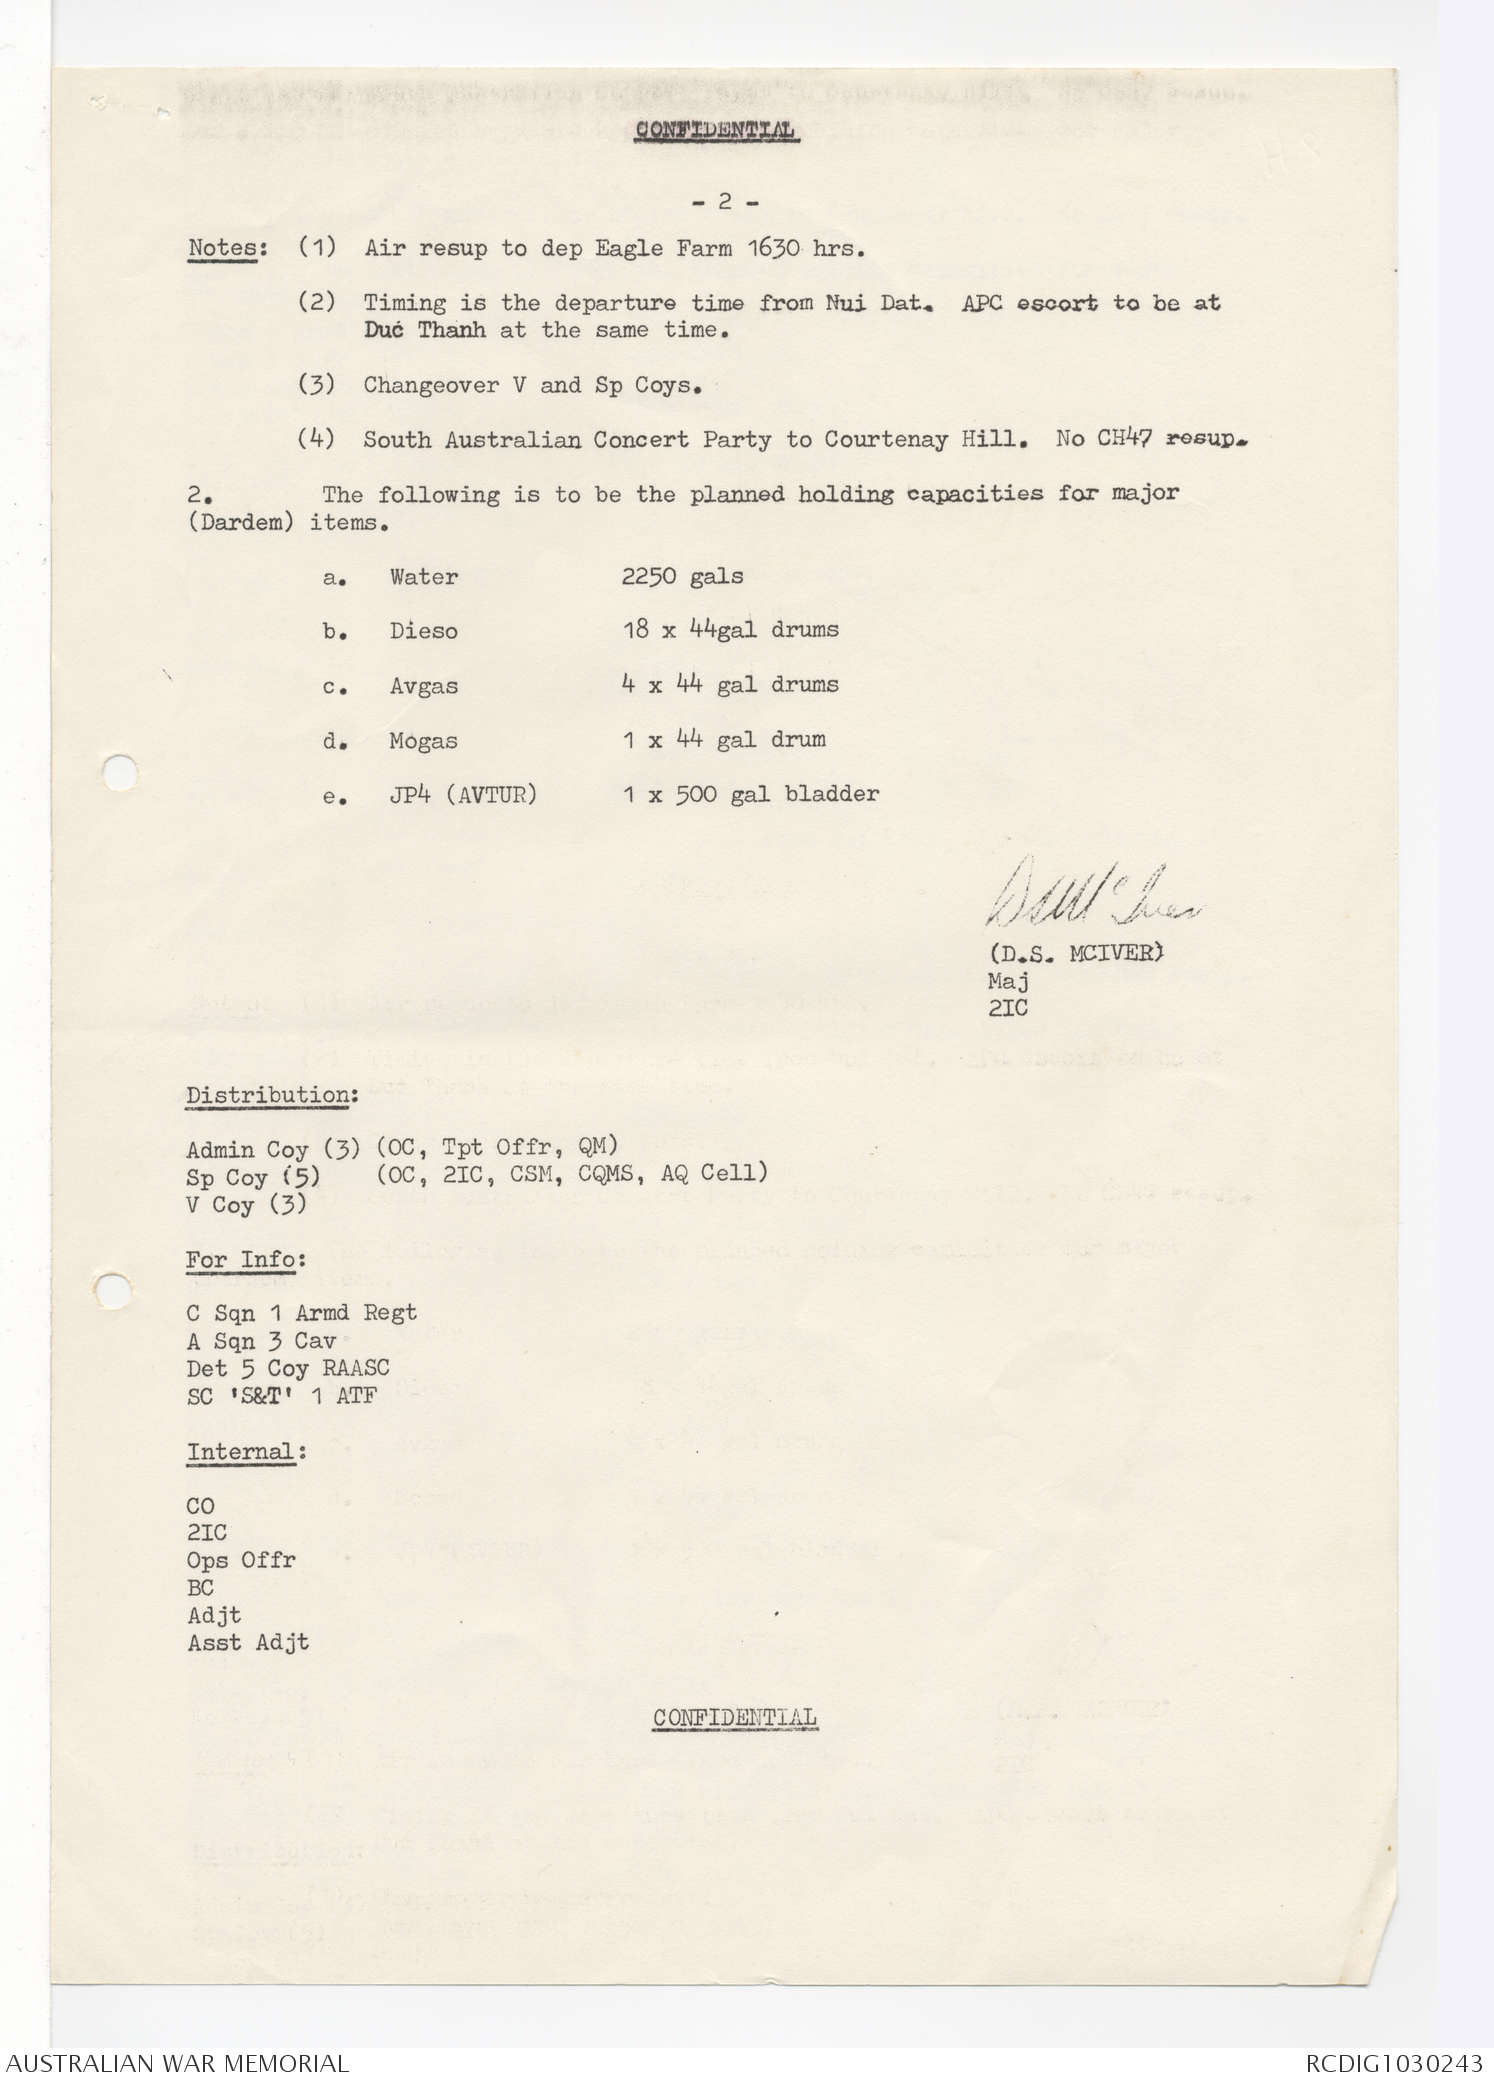 CONFIDENTIAL
- 2 -
Notes: (1) Air resup to dep Eagle Farm 1630 hrs.
(2) Timing is the departure time from Nui Dat. APC escort to be at
Duc Thanh at the same time.
(3) Changeover V and Sp Coys.
(4) South Australian Concert Party to Courtenay Hill. No CH47 resup.
2. The following is to be the planned holding capacities for major
(Dardem) items.
a. Water 2250 gals
b. Dieso 18 x 44gal drums
c. Avgas 4 x 44 gal drums
d. Mogas 1 x 44 gal drum
e. JP4 (AVTUR) 1 x 500 gal bladder
(D.S. MCIVER)
Maj
2IC
Distribution:
Admin Coy (3) (OC, Tpt Offr, QM)
Sp Coy (5) (OC, 2IC, CSM, CQMS, AQ Cell)
V Coy (3)
For Info:
C Sqn 1 Armd Regt
A Sqn 3 Cav
Det 5 Coy RAASC
SC 'S&T' 1 ATF
Internal:
CO
2IC
Ops Offr
BC
Adjt
Asst Adjt
CONFIDENTIAL
AUSTRALIAN WAR MEMORIAL
RCDIG1030243